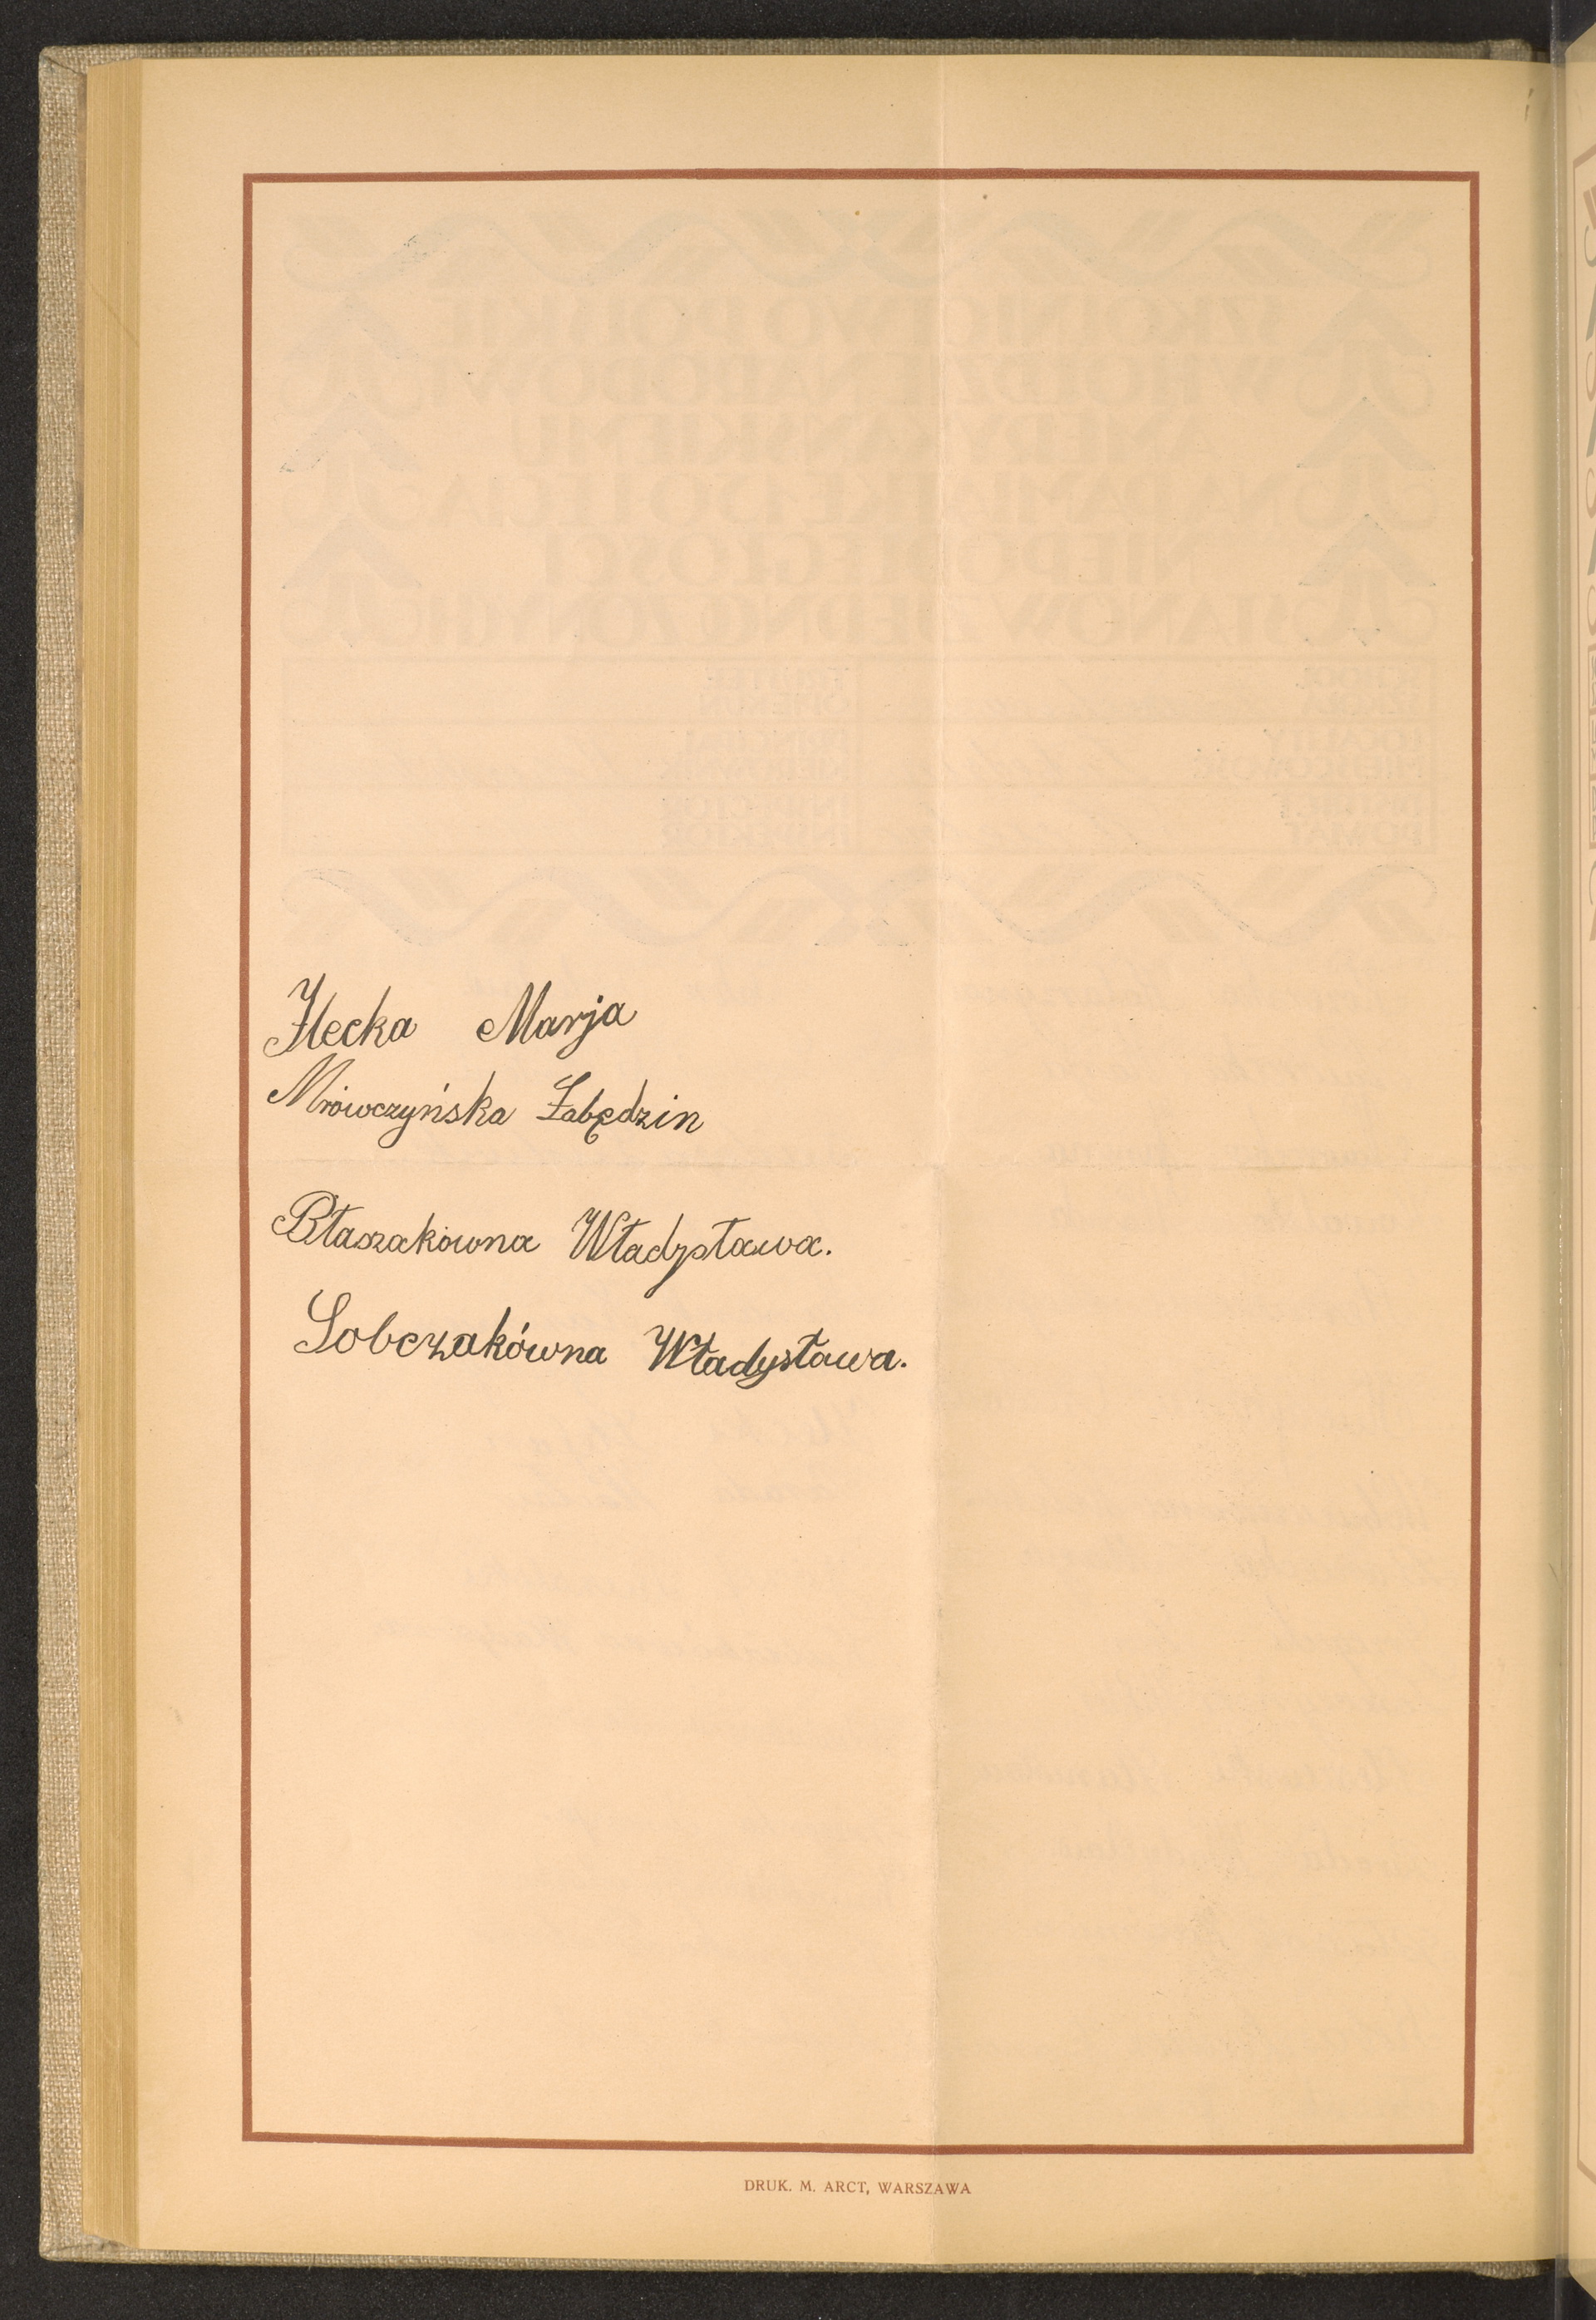 Ilecka Marja
Mrówczyńska Łabędzin
Błaszakówna Władysława.
Sobczakówna Władysława.
DRUK. M. ARCT, WARSZAWA